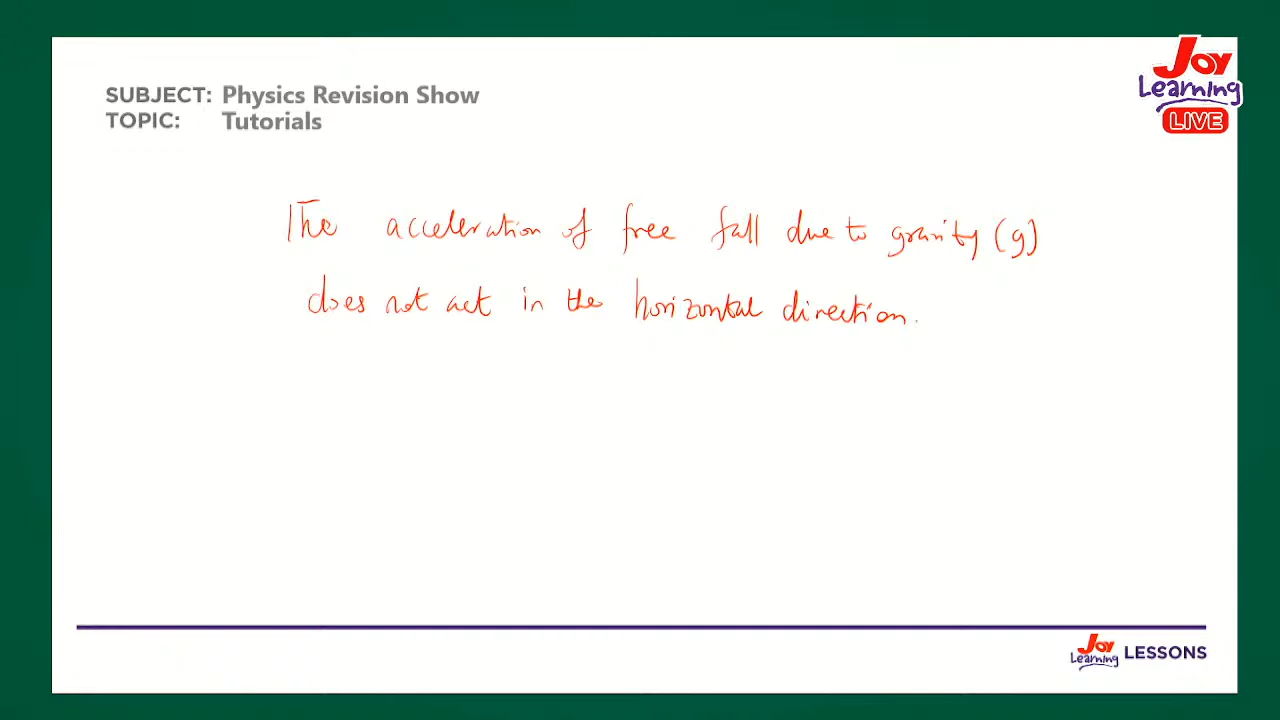 SUBJECT: Physics Revision Show
TOPIC: Tutorials
Joy
Learning
LIVE
The acceleration of free fall due to gravity (g)
does not act in the horizontal direction.
Joy Learning LESSONS